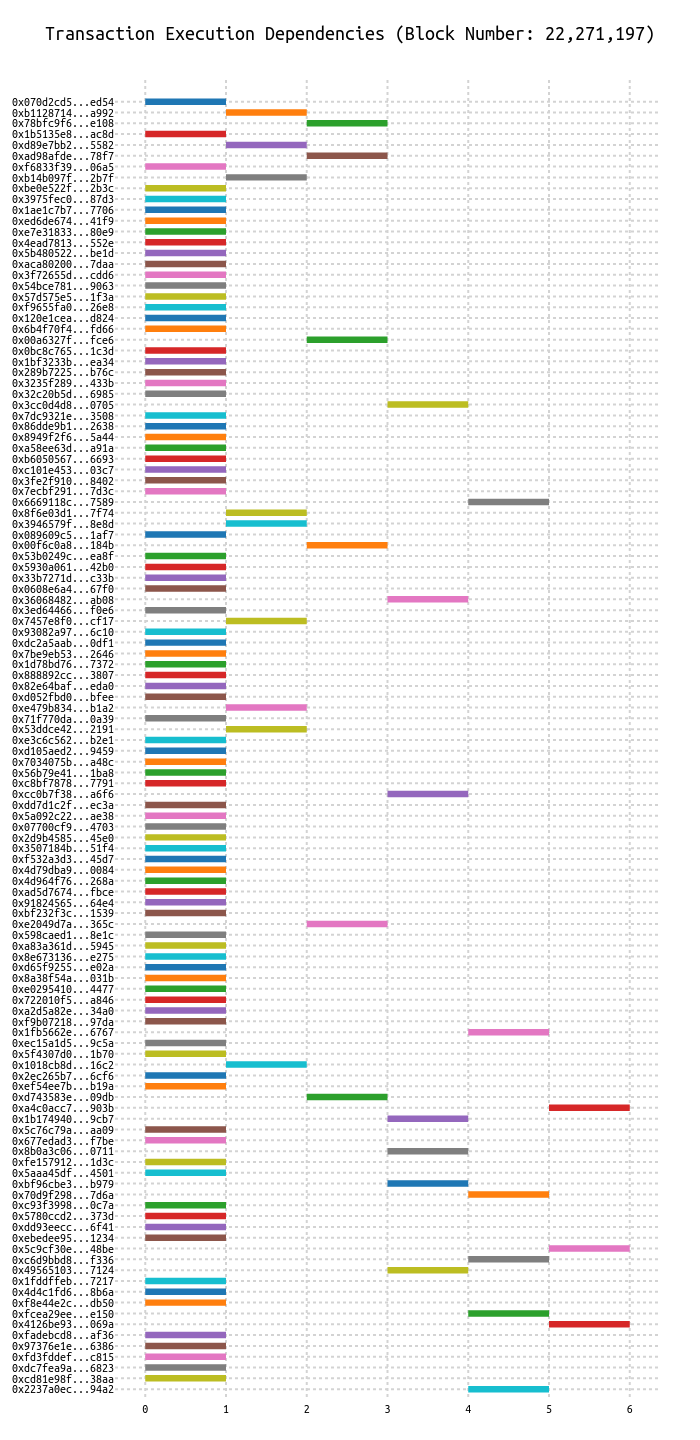 Transaction Execution Dependencies (Block Number: 22,271,197)
0x070d2cd5...ed54
0xb1128714...a992
0x78bfc9f6...e108
0x1b5135e8...ac8d
0xd89e7bb2...5582
0xad98afde...78f7
0xf6833f39...06a5
0xb14b097f...2b7f
0xbe0e522f...2b3c
0x3975fec0...87d3
0x1ae1c7b7...7706
0xed6de674...41f9
0xe7e31833...80e9
0x4ead7813...552e
0x5b480522...be1d
0xaca80200...7daa
0x3f72655d...cdd6
0x54bce781...9063
0x57d575e5...1f3a
0xf9655fa0...26e8
0x120e1cea...d824
0x6b4f70f4...fd66
0x00a6327f...fce6
0x0bc8c765...1c3d
0x1bf3233b...ea34
0x289b7225...b76c
0x3235f289...433b
0x32c20b5d...6985
0x3cc0d4d8...0705
0x7dc9321e...3508
0x86dde9b1...2638
0x8949f2f6...5a44
0xa58ee63d...a91a
0xb6050567...6693
0xc101e453...03c7
0x3fe2f910...8402
0x7ecbf291...7d3c
0x6669118c...7589
0x8f6e03d1...7f74
0x3946579f...8e8d
0x089609c5...1af7
0x00f6c0a8...184b
0x53b0249c...ea8f
0x5930a061...42b0
0x33b7271d...c33b
0x0608e6a4...67f0
0x36068482...ab08
0x3ed64466...f0e6
0x7457e8f0...cf17
0x93082a97...6c10
0xdc2a5aab...0df1
0x7be9eb53...2646
0x1d78bd76...7372
0x888892cc...3807
0x82e64baf...eda0
0xd052fbd0...bfee
0xe479b834...b1a2
0x71f770da...0a39
0x53ddce42...2191
0xe3c6c562...b2e1
0xd105aed2...9459
0x7034075b...a48c
0x56b79e41...1ba8
0xc8bf7878...7791
0xcc0b7f38...a6f6
0xdd7d1c2f...ec3a
0x5a092c22...ae38
0x07700cf9...4703
0x2d9b4585...45e0
0x3507184b...51f4
0xf532a3d3...45d7
0x4d79dba9...0084
0x4d964f76...268a
0xad5d7674...fbce
0x91824565...64e4
0xbf232f3c...1539
0xe2049d7a...365c
0x598caed1...8e1c
0xa83a361d...5945
0x8e673136...e275
0xd65f9255...e02a
0x8a38f54a...031b
0xe0295410...4477
0x722010f5...a846
0xa2d5a82e...34a0
0xf9b07218...97da
0x1fb5662e...6767
0xec15a1d5...9c5a
0x5f4307d0...1b70
0x1018cb8d...16c2
0x2ec265b7...6cf6
0xef54ee7b...b19a
0xd743583e...09db
0xa4c0acc7...903b
0x1b174940...9cb7
0x5c76c79a...aa09
0x677edad3...f7be
0x8b0a3c06...0711
0xfe157912...1d3c
0x5aaa45df...4501
0xbf96cbe3...b979
0x70d9f298...7d6a
0xc93f3998...0c7a
0x5780ccd2...373d
0xdd93eecc...6f41
0xebedee95...1234
0x5c9cf30e...48be
0xc6d9bbd8...f336
0x49565103...7124
0x1fddffeb...7217
0x4d4c1fd6...8b6a
0xf8e44e2c...db50
0xfcea29ee...e150
0x4126be93...069a
0xfadebcd8...af36
0x97376e1e...6386
0xfd3fddef...c815
0xdc7fea9a...6823
0xcd81e98f...38aa
0x2237a0ec...94a2
0 1 2 3 4 5 6